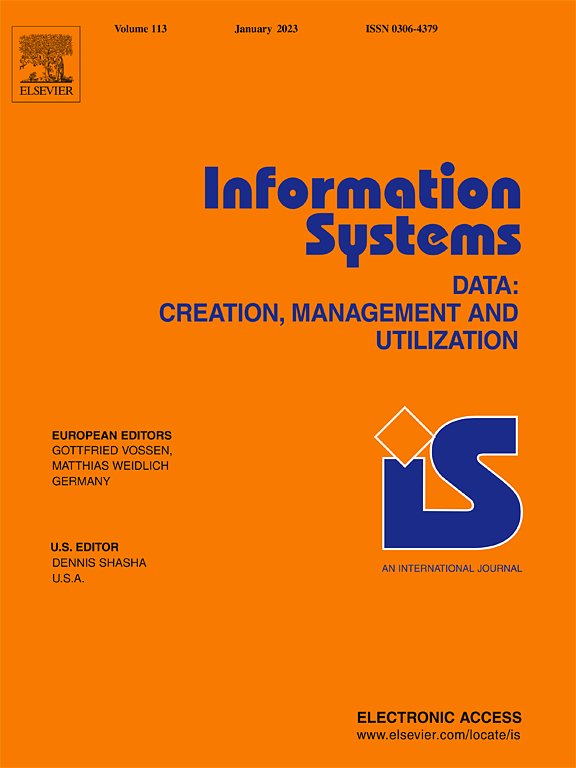 Volume 113 January 2023 ISSN 0306-4379
ELSEVIER
Information
Systems
DATA:
CREATION, MANAGEMENT AND
UTILIZATION
EUROPEAN EDITORS
GOTTFRIED VOSSEN,
MATTHIAS WEIDLICH
GERMANY
iS
AN INTERNATIONAL JOURNAL
U.S. EDITOR
DENNIS SHASHA
U.S.A.
ELECTRONIC ACCESS
www.elsevier.com/locate/is